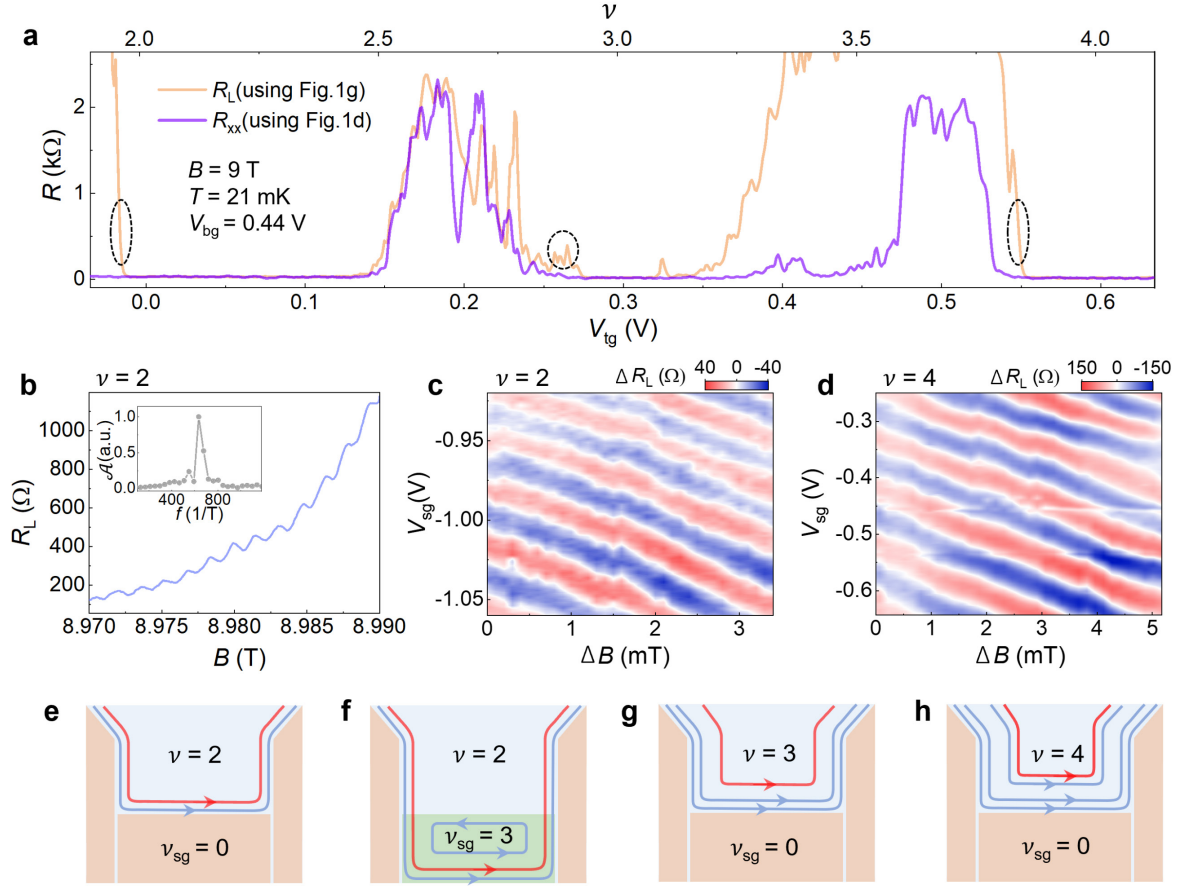 ν
a
2.0 2.5 3.0 3.5 4.0
R_L(using Fig.1g)
R_xx(using Fig.1d)
B = 9 T
T = 21 mK
V_bg = 0.44 V
R (kΩ)
2
1
0
0.0 0.1 0.2 0.3 0.4 0.5 0.6
V_tg (V)
b ν = 2
1.0
0.5
0.0
𝒜(a.u.)
400 800
f (1/T)
R_L (Ω)
1000
800
600
400
200
8.970 8.975 8.980 8.985 8.990
B (T)
c ν = 2 Δ R_L (Ω) 40 0 -40
V_sg(V)
-0.95
-1.00
-1.05
0 1 2 3
Δ B (mT)
d ν = 4 Δ R_L (Ω) 150 0 -150
V_sg (V)
-0.3
-0.4
-0.5
-0.6
0 1 2 3 4 5
Δ B (mT)
e
ν = 2
ν_sg = 0
f
ν = 2
ν_sg = 3
g
ν = 3
ν_sg = 0
h
ν = 4
ν_sg = 0